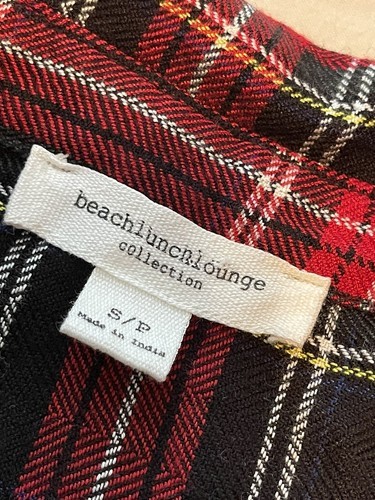 beachlunchlounge
collection
S/P
Made in India